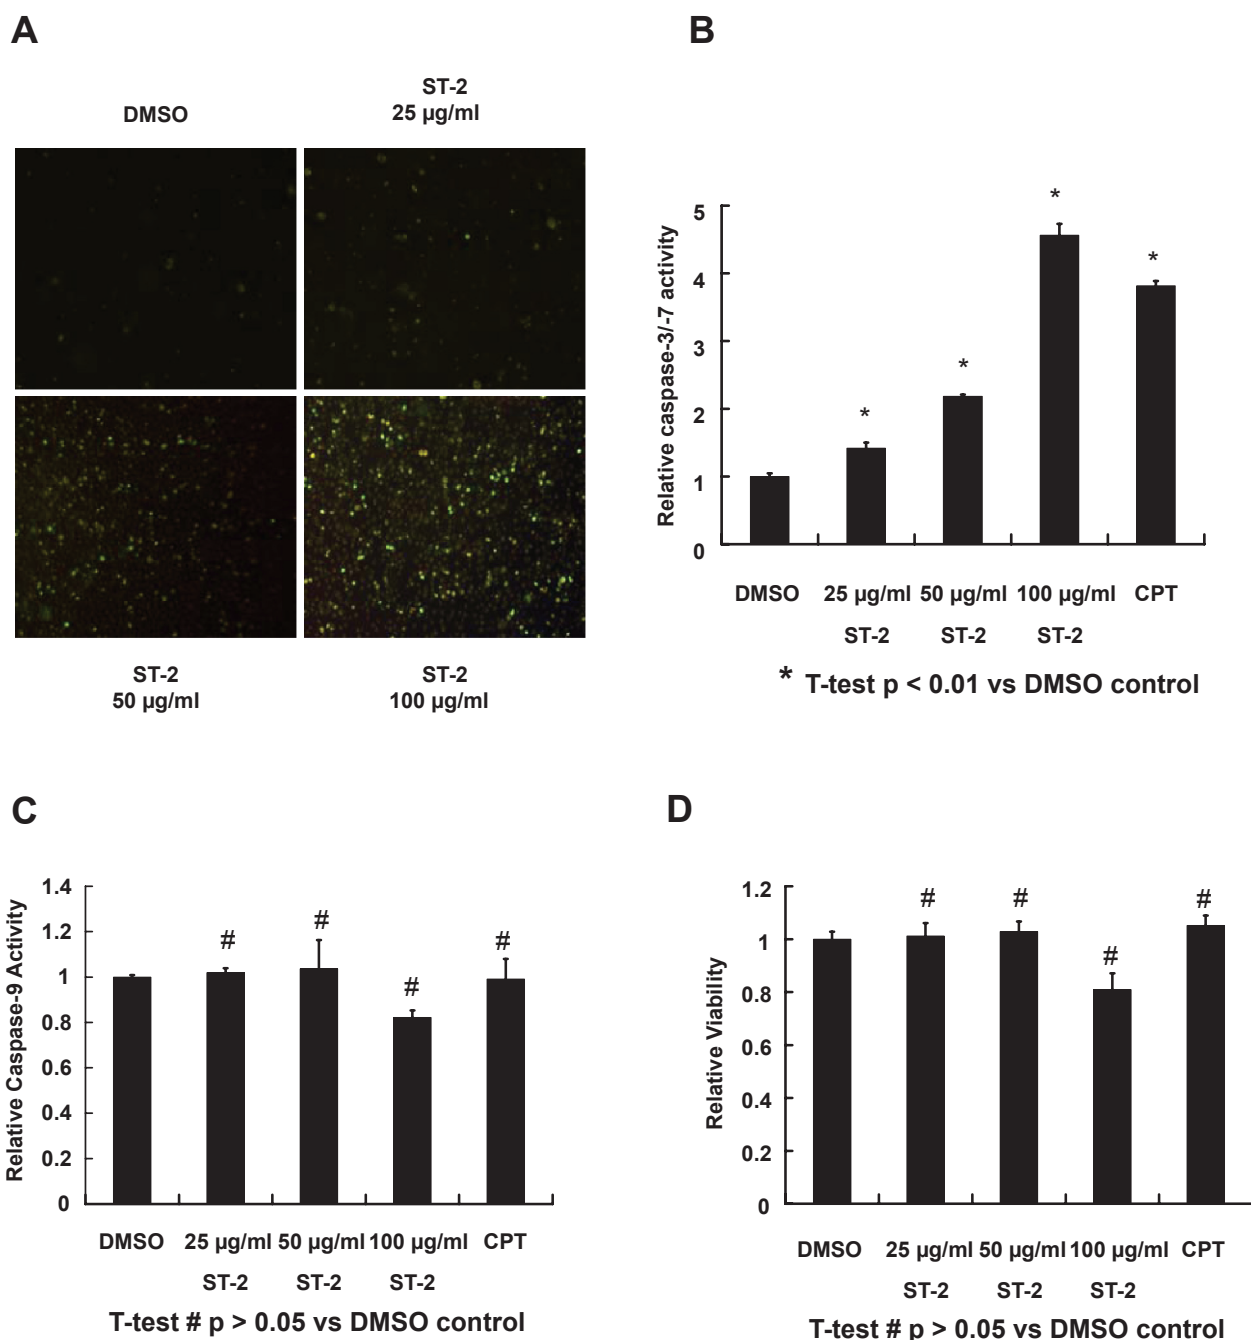 A
DMSO
ST-2
25 µg/ml
ST-2
50 µg/ml
ST-2
100 µg/ml
B
Relative caspase-3/-7 activity
5
4
3
2
1
0
*
*
*
*
DMSO 25 µg/ml 50 µg/ml 100 µg/ml CPT
ST-2 ST-2 ST-2
* T-test p < 0.01 vs DMSO control
C
Relative Caspase-9 Activity
1.4
1.2
1
0.8
0.6
0.4
0.2
0
# # # #
DMSO 25 µg/ml 50 µg/ml 100 µg/ml CPT
ST-2 ST-2 ST-2
T-test # p > 0.05 vs DMSO control
D
Relative Viability
1.2
1
0.8
0.6
0.4
0.2
0
# # # #
DMSO 25 µg/ml 50 µg/ml 100 µg/ml CPT
ST-2 ST-2 ST-2
T-test # p > 0.05 vs DMSO control